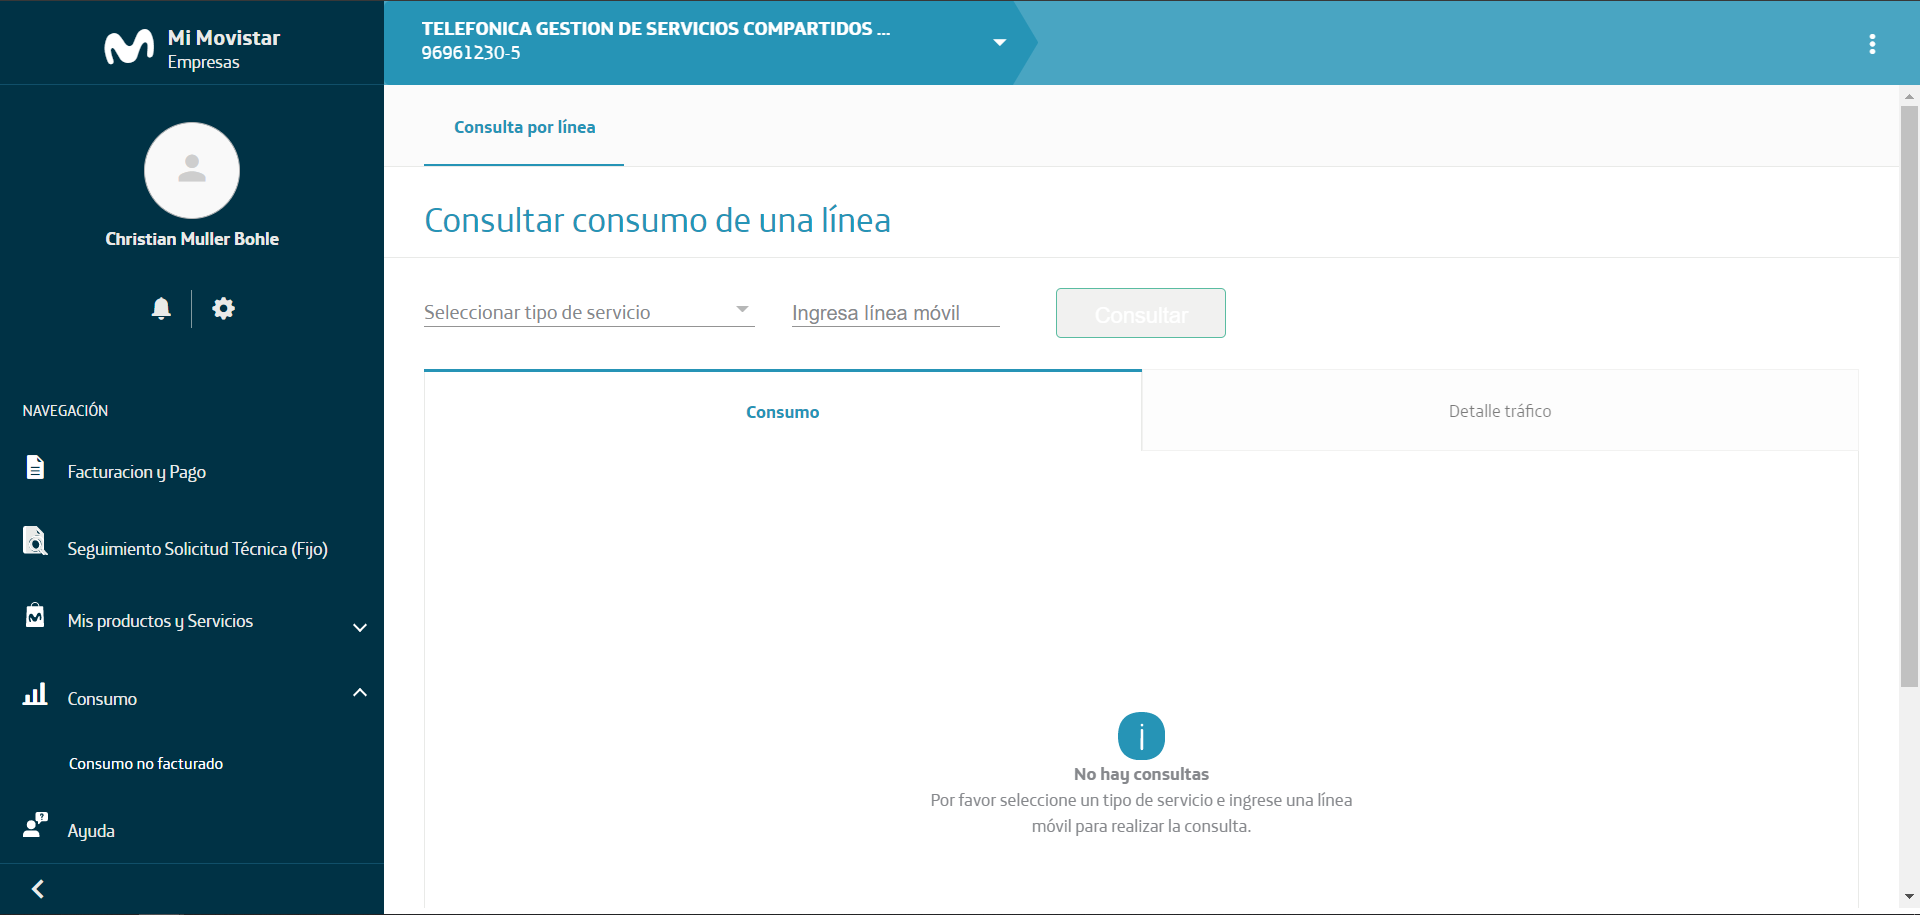 Mi Movistar
Empresas
TELEFONICA GESTION DE SERVICIOS COMPARTIDOS ...
96961230-5
Christian Muller Bohle
NAVEGACIÓN
Facturacion y Pago
Seguimiento Solicitud Técnica (Fijo)
Mis productos y Servicios
Consumo
Consumo no facturado
Ayuda
Consulta por línea
Consultar consumo de una línea
Seleccionar tipo de servicio
Ingresa línea móvil
Consultar
Consumo
Detalle tráfico
No hay consultas
Por favor seleccione un tipo de servicio e ingrese una línea
móvil para realizar la consulta.